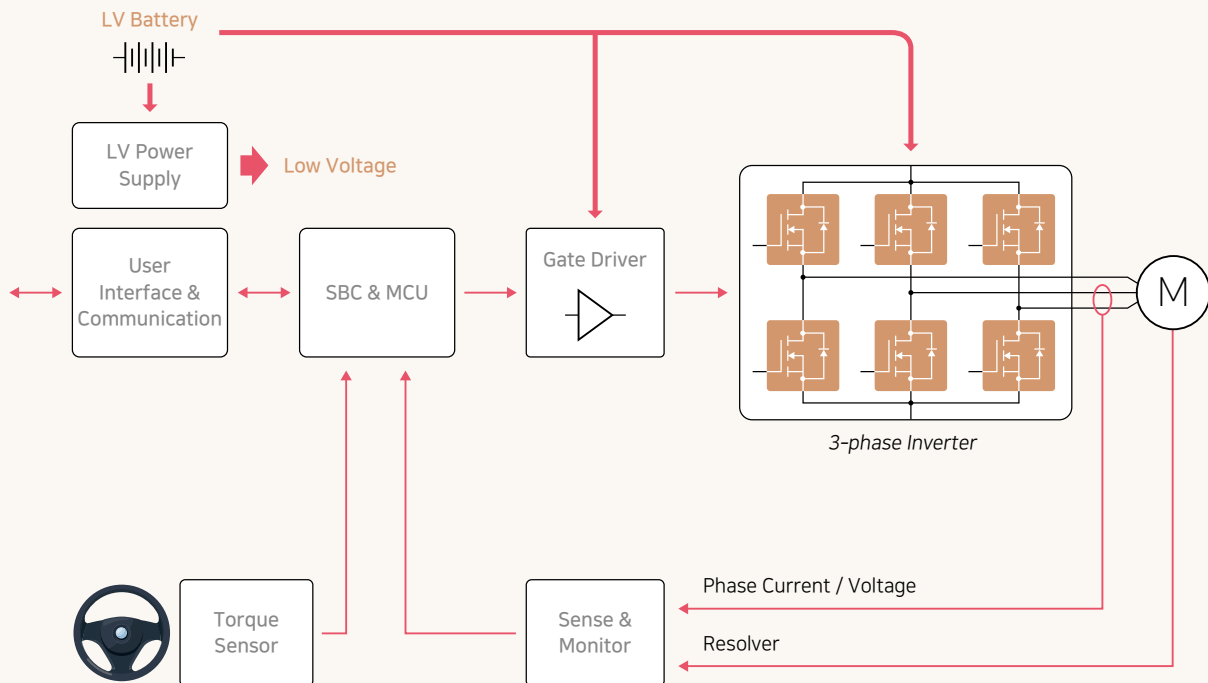 LV Battery
LV Power
Supply
Low Voltage
User
Interface &
Communication
SBC & MCU
Gate Driver
M
3-phase Inverter
Torque
Sensor
Sense &
Monitor
Phase Current / Voltage
Resolver